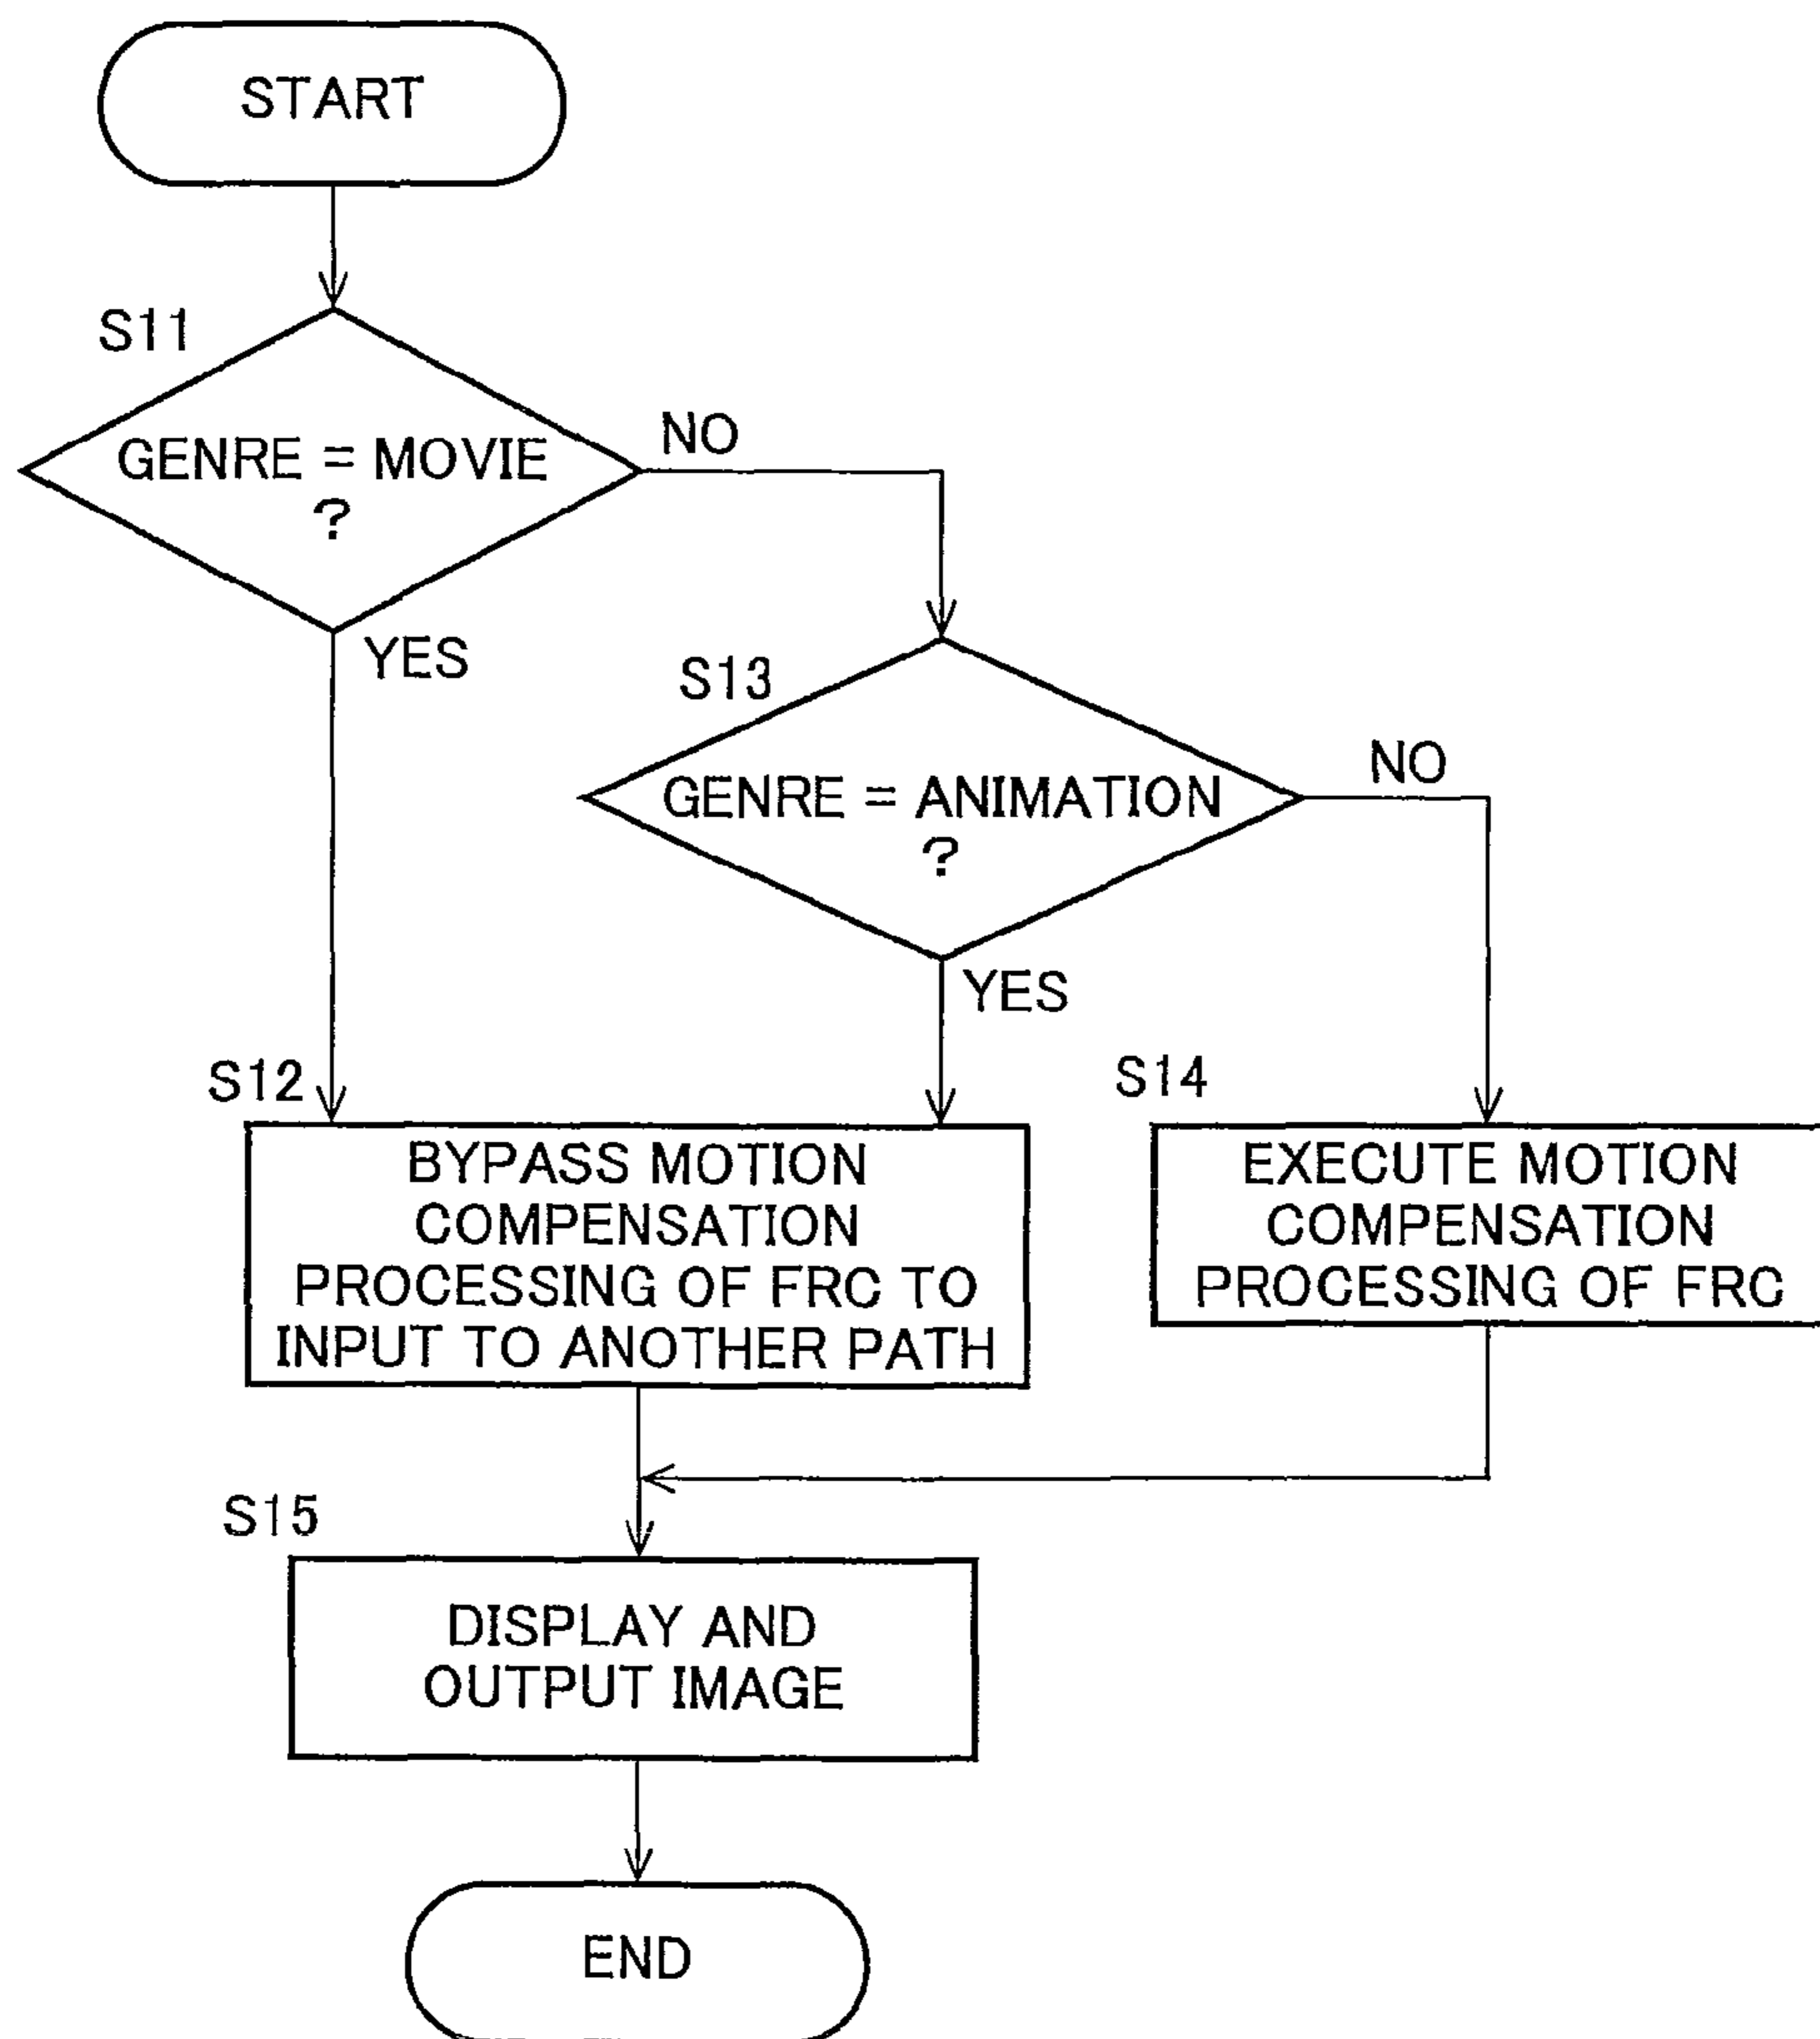 START
S11
GENRE = MOVIE
?
NO
YES
S13
GENRE = ANIMATION
?
NO
YES
S12
BYPASS MOTION
COMPENSATION
PROCESSING OF FRC TO
INPUT TO ANOTHER PATH
S14
EXECUTE MOTION
COMPENSATION
PROCESSING OF FRC
S15
DISPLAY AND
OUTPUT IMAGE
END